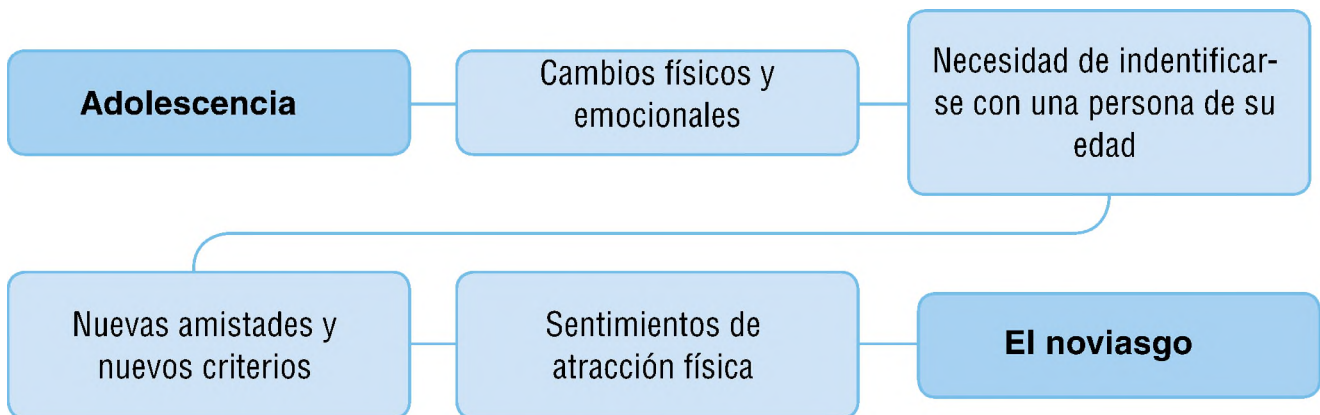 Adolescencia
Cambios físicos y
emocionales
Necesidad de indentificar-
se con una persona de su
edad
Nuevas amistades y
nuevos criterios
Sentimientos de
atracción física
El noviasgo